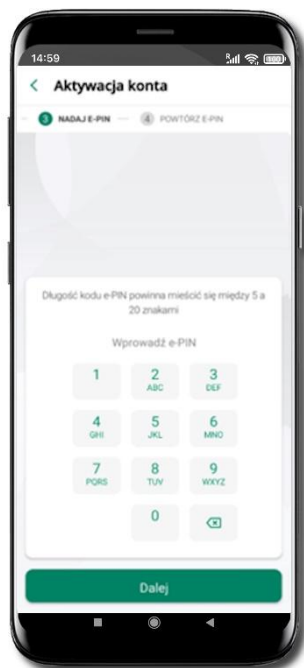 14:59
Aktywacja konta
3 NADAJ E-PIN 4 POWTÓRZ E-PIN
Długość kodu e-PIN powinna mieścić się między 5 a
20 znakami
Wprowadź e-PIN
1 2 3
ABC DEF
4 5 6
GHI JKL MNO
7 8 9
PQRS TUV WXYZ
0
Dalej